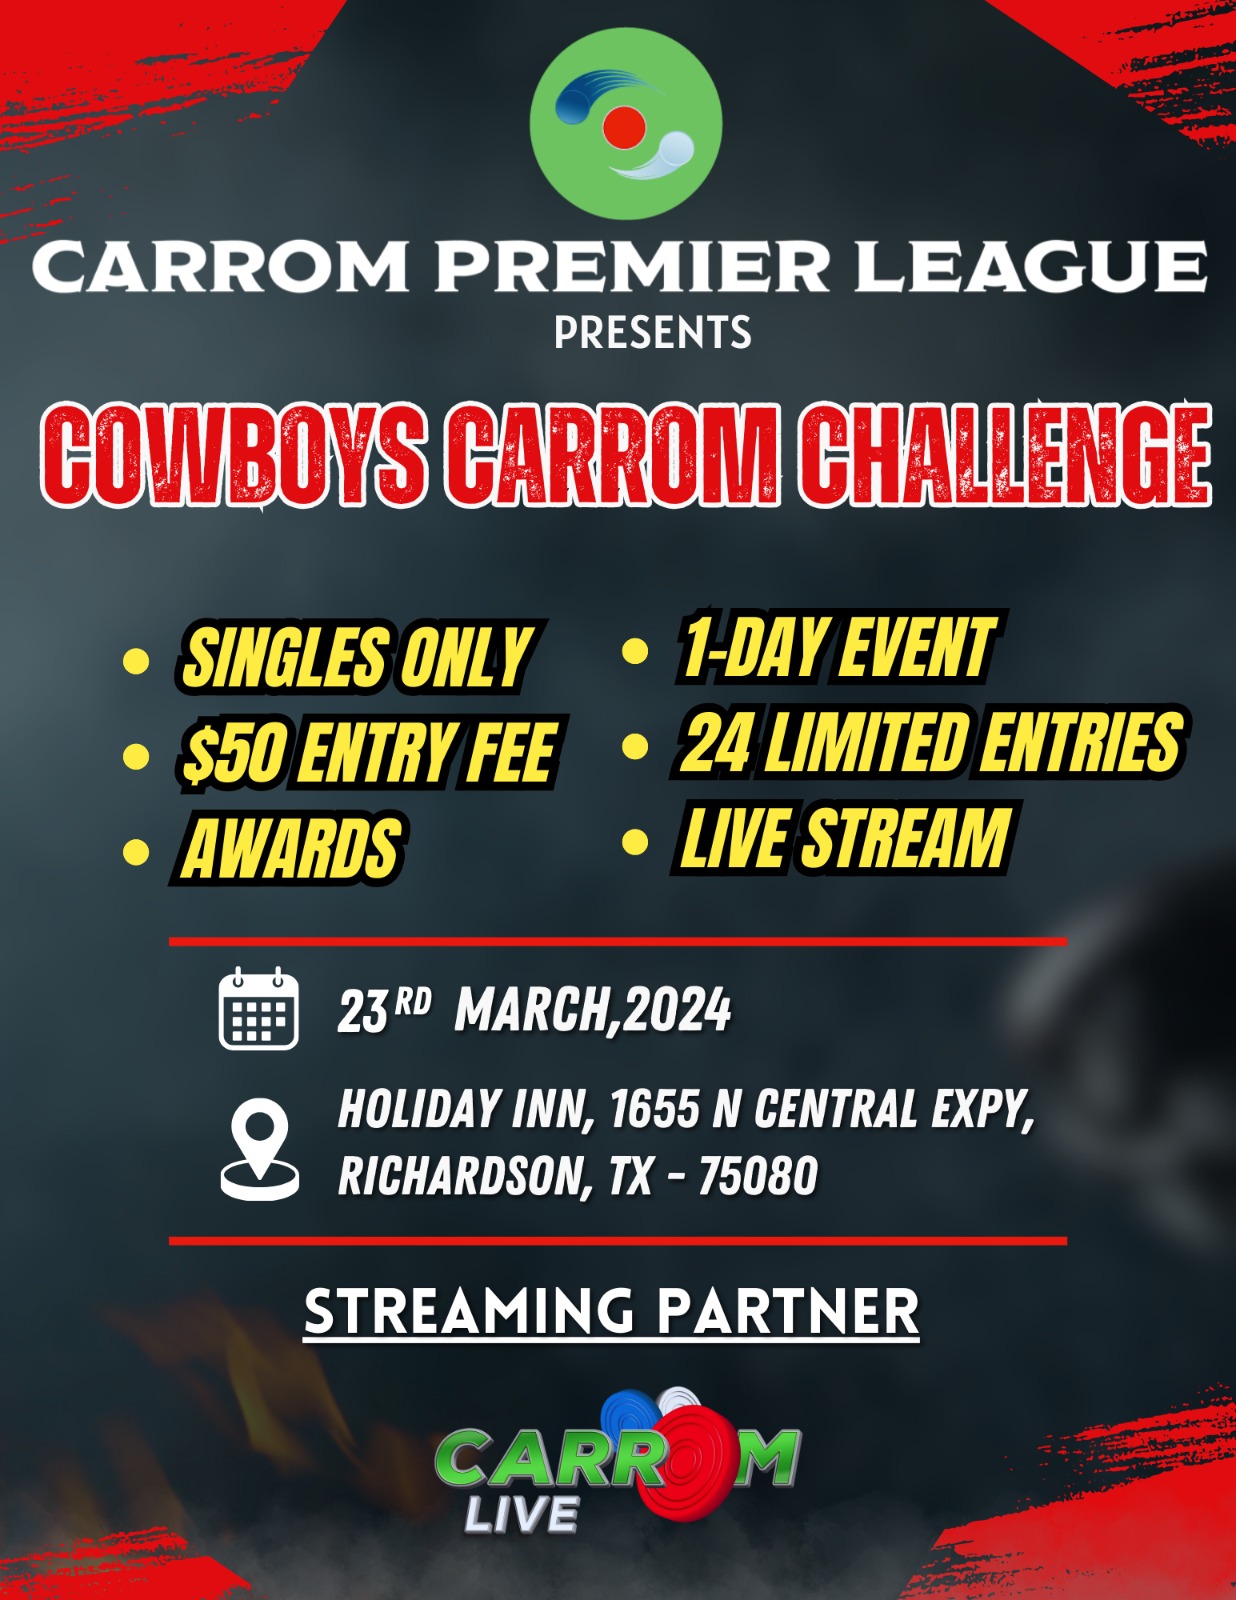 CARROM PREMIER LEAGUE
PRESENTS
COWBOYS CARROM CHALLENGE
• SINGLES ONLY
• $50 ENTRY FEE
• AWARDS
• 1-DAY EVENT
• 24 LIMITED ENTRIES
• LIVE STREAM
23RD MARCH,2024
HOLIDAY INN, 1655 N CENTRAL EXPY,
RICHARDSON, TX - 75080
STREAMING PARTNER
CARROM
LIVE